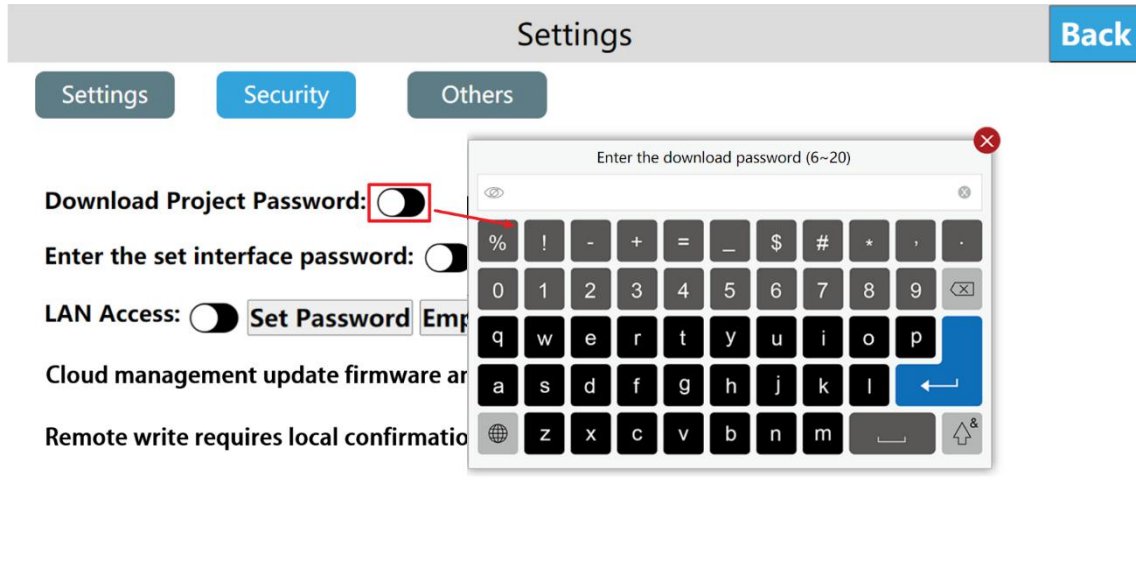 Settings
Back
Settings
Security
Others
Enter the download password (6~20)
Download Project Password:
Enter the set interface password:
LAN Access:
Set Password
Cloud management update firmware
Remote write requires local
% ! - + = _ $ # * , .
0 1 2 3 4 5 6 7 8 9
q w e r t y u i o p
a s d f g h j k l
z x c v b n m
&